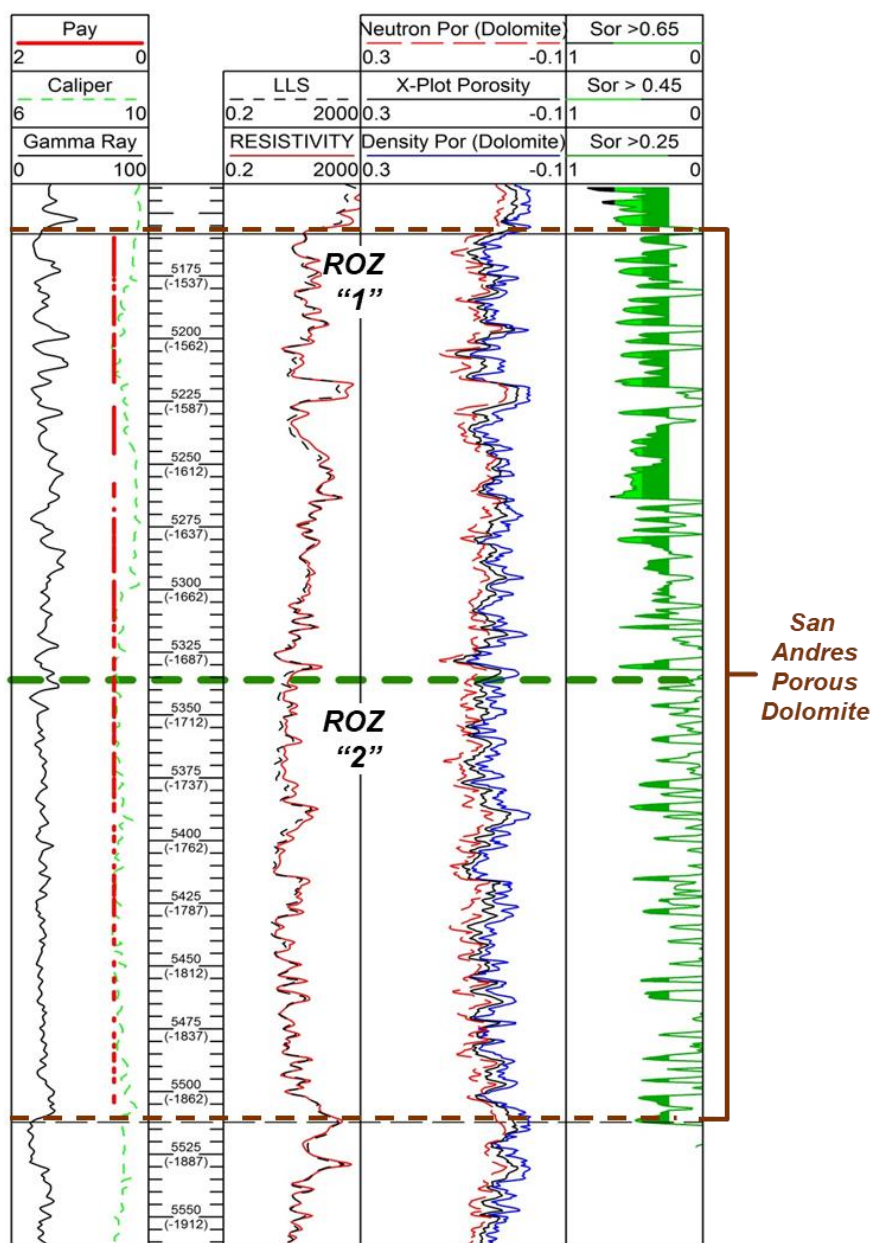 Pay
2 0
Caliper
6 10
Gamma Ray
0 100
LLS
0.2 2000
RESISTIVITY
0.2 2000
Neutron Por (Dolomite)
0.3 -0.1
X-Plot Porosity
0.3 -0.1
Density Por (Dolomite)
0.3 -0.1
Sor >0.65
1 0
Sor > 0.45
1 0
Sor >0.25
1 0
ROZ
“1”
5175
(-1537)
5200
(-1562)
5225
(-1587)
5250
(-1612)
5275
(-1637)
5300
(-1662)
5325
(-1687)
ROZ
“2”
5350
(-1712)
5375
(-1737)
5400
(-1762)
5425
(-1787)
5450
(-1812)
5475
(-1837)
5500
(-1862)
5525
(-1887)
5550
(-1912)
San
Andres
Porous
Dolomite